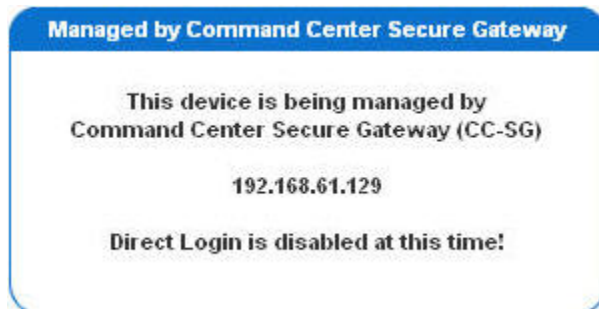 Managed by Command Center Secure Gateway
This device is being managed by
Command Center Secure Gateway (CC-SG)
192.168.61.129
Direct Login is disabled at this time!